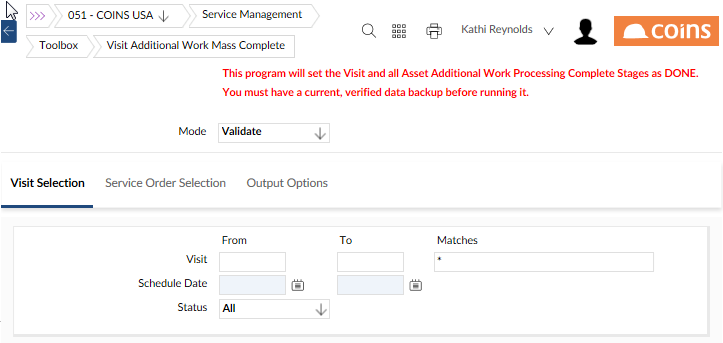 051 - COINS USA
Service Management
Kathi Reynolds
coins
Toolbox
Visit Additional Work Mass Complete
This program will set the Visit and all Asset Additional Work Processing Complete Stages as DONE.
You must have a current, verified data backup before running it.
Mode Validate
Visit Selection Service Order Selection Output Options
From To Matches
Visit *
Schedule Date
Status All